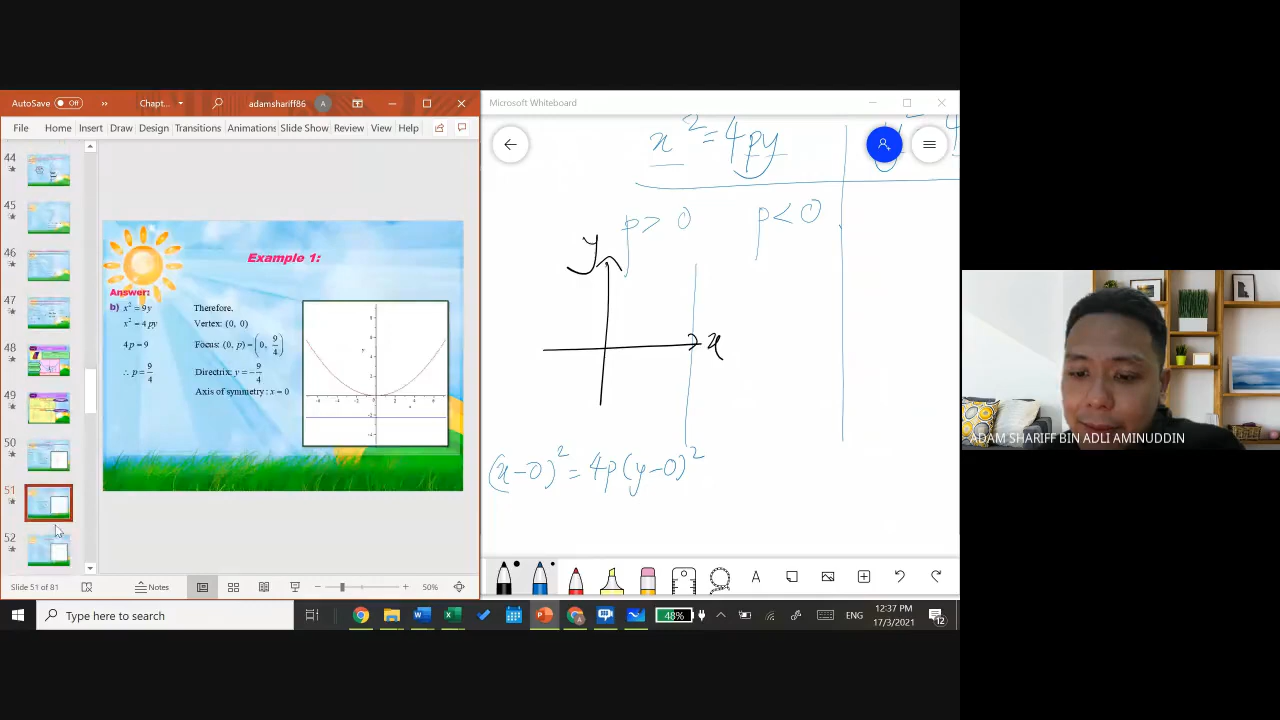 AutoSave Off » Chapt... adamshariff86 A
File Home Insert Draw Design Transitions Animations Slide Show Review View Help
44
45
46
47
48
49
50
51
52
Example 1:
Answer:
b) x² = 9y Therefore.
x² = 4py Vertex: (0, 0)
4p = 9 Focus: (0, p) = (0, 9/4)
∴ p = 9/4 Directrix: y = -9/4
Axis of symmetry: x = 0
Slide 51 of 81 Notes 50%
Microsoft Whiteboard
x² = 4py
p > 0 p < 0
y
x
(x-0)² = 4p(y-0)²
A
ADAM SHARIFF BIN ADLI AMINUDDIN
Type here to search
48% ENG 12:37 PM
17/3/2021
12